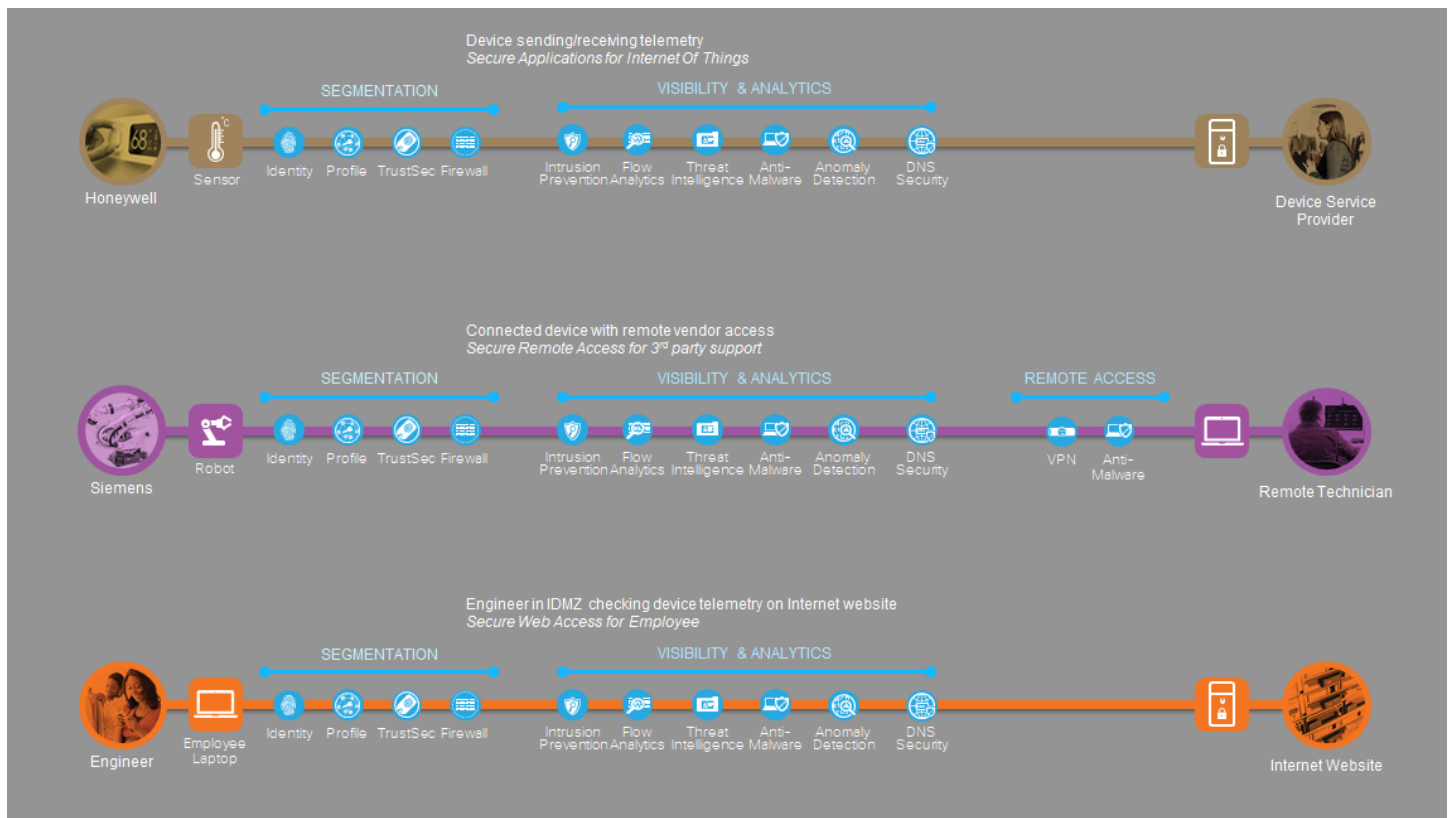 Device sending/receiving telemetry
Secure Applications for Internet Of Things
SEGMENTATION
VISIBILITY & ANALYTICS
68
°C
Honeywell
Sensor
Identity
Profile
TrustSec
Firewall
Intrusion
Prevention
Flow
Analytics
Threat
Intelligence
Anti-
Malware
Anomaly
Detection
DNS
Security
Device Service
Provider
Connected device with remote vendor access
Secure Remote Access for 3rd party support
SEGMENTATION
VISIBILITY & ANALYTICS
REMOTE ACCESS
Siemens
Robot
Identity
Profile
TrustSec
Firewall
Intrusion
Prevention
Flow
Analytics
Threat
Intelligence
Anti-
Malware
Anomaly
Detection
DNS
Security
VPN
Anti-
Malware
Remote Technician
Engineer in IDMZ checking device telemetry on Internet website
Secure Web Access for Employee
SEGMENTATION
VISIBILITY & ANALYTICS
Engineer
Employee
Laptop
Identity
Profile
TrustSec
Firewall
Intrusion
Prevention
Flow
Analytics
Threat
Intelligence
Anti-
Malware
Anomaly
Detection
DNS
Security
Internet Website